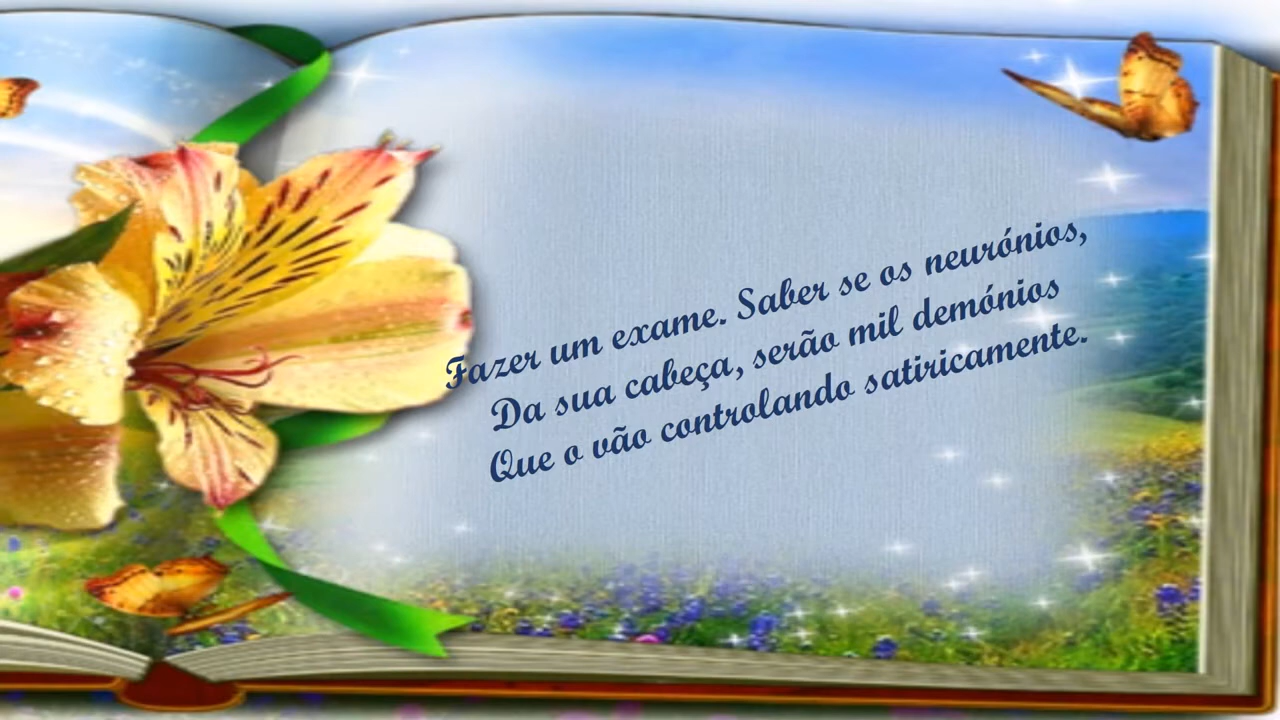 Fazer um exame. Saber se os neurónios,
Da sua cabeça, serão mil demónios
Que o vão controlando satiricamente.